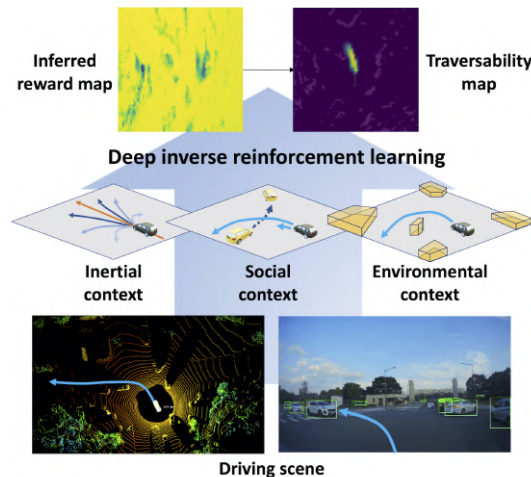 Inferred
reward map
Traversability
map
Deep inverse reinforcement learning
Inertial
context
Social
context
Environmental
context
Driving scene